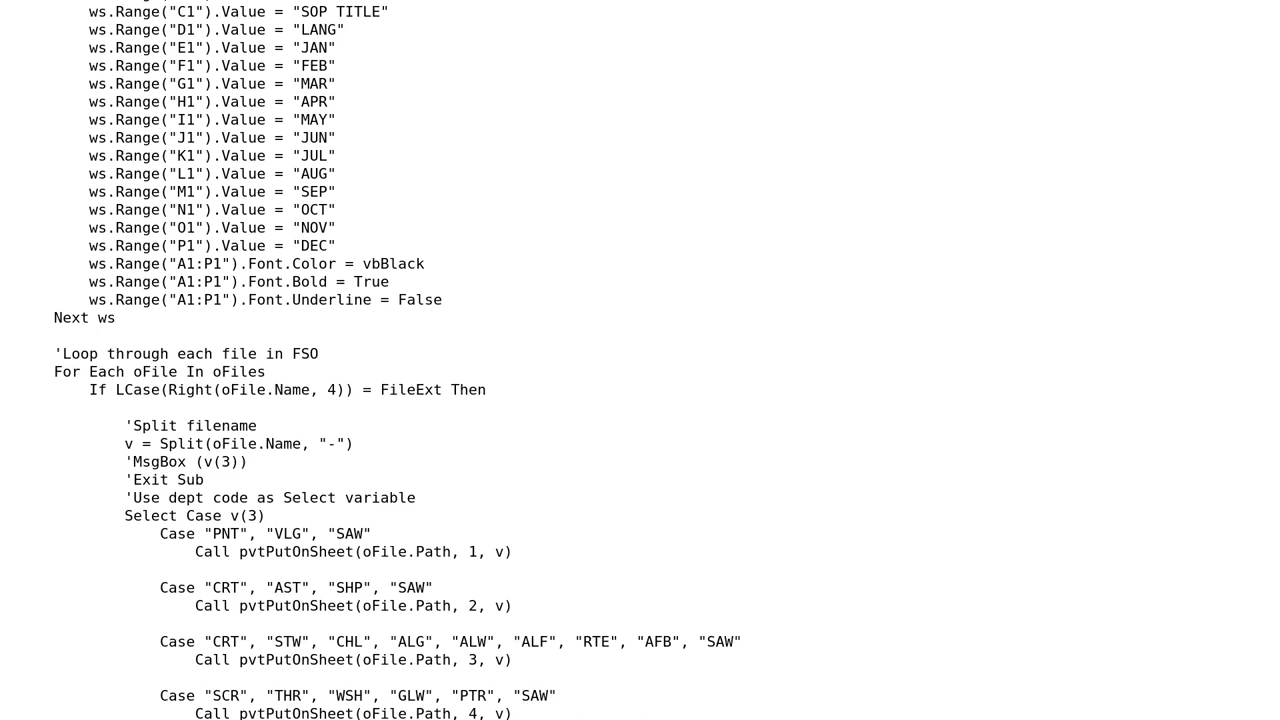 ws.Range("C1").Value = "SOP TITLE"
ws.Range("D1").Value = "LANG"
ws.Range("E1").Value = "JAN"
ws.Range("F1").Value = "FEB"
ws.Range("G1").Value = "MAR"
ws.Range("H1").Value = "APR"
ws.Range("I1").Value = "MAY"
ws.Range("J1").Value = "JUN"
ws.Range("K1").Value = "JUL"
ws.Range("L1").Value = "AUG"
ws.Range("M1").Value = "SEP"
ws.Range("N1").Value = "OCT"
ws.Range("O1").Value = "NOV"
ws.Range("P1").Value = "DEC"
ws.Range("A1:P1").Font.Color = vbBlack
ws.Range("A1:P1").Font.Bold = True
ws.Range("A1:P1").Font.Underline = False
Next ws
'Loop through each file in FSO
For Each oFile In oFiles
If LCase(Right(oFile.Name, 4)) = FileExt Then
'Split filename
v = Split(oFile.Name, "-")
'MsgBox (v(3))
'Exit Sub
'Use dept code as Select variable
Select Case v(3)
Case "PNT", "VLG", "SAW"
Call pvtPutOnSheet(oFile.Path, 1, v)
Case "CRT", "AST", "SHP", "SAW"
Call pvtPutOnSheet(oFile.Path, 2, v)
Case "CRT", "STW", "CHL", "ALG", "ALW", "ALF", "RTE", "AFB", "SAW"
Call pvtPutOnSheet(oFile.Path, 3, v)
Case "SCR", "THR", "WSH", "GLW", "PTR", "SAW"
Call pvtPutOnSheet(oFile.Path, 4, v)